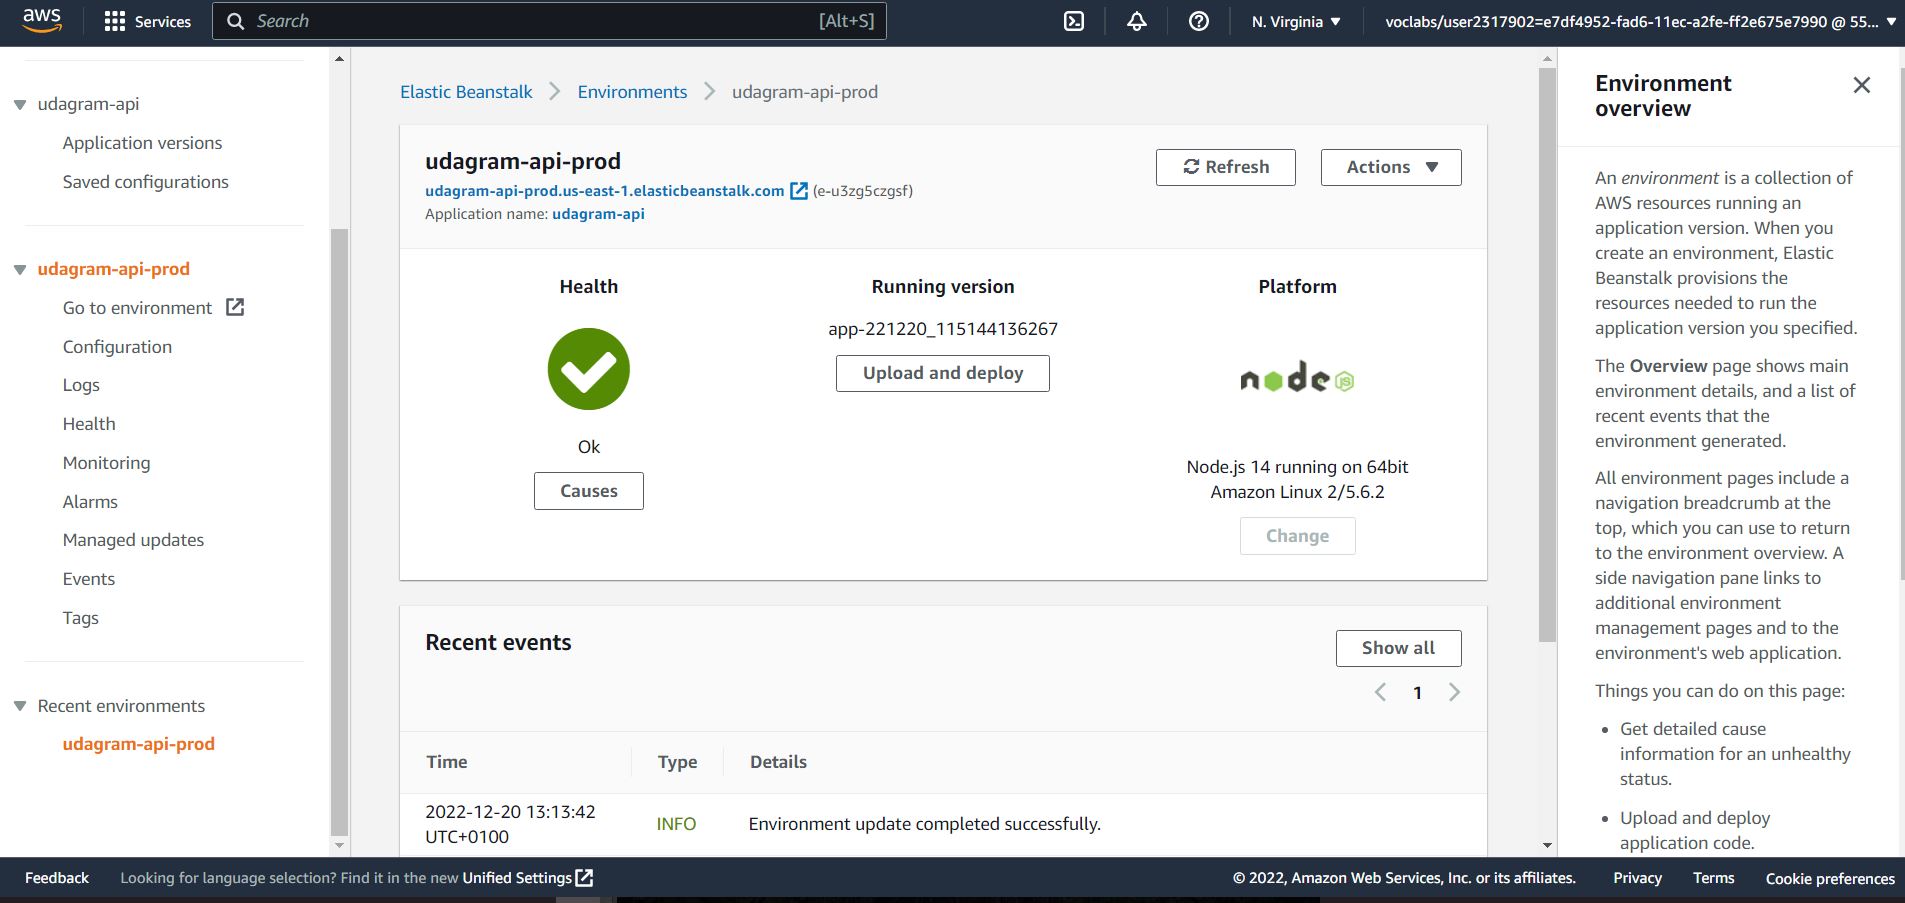 aws
Services
Search
[Alt+S]
N. Virginia
voclabs/user2317902=e7df4952-fad6-11ec-a2fe-ff2e675e7990 @ 55...
udagram-api
Application versions
Saved configurations
udagram-api-prod
Go to environment
Configuration
Logs
Health
Monitoring
Alarms
Managed updates
Events
Tags
Recent environments
udagram-api-prod
Elastic Beanstalk
Environments
udagram-api-prod
udagram-api-prod
udagram-api-prod.us-east-1.elasticbeanstalk.com (e-u3zg5czgsf)
Application name: udagram-api
Refresh
Actions
Health
Ok
Causes
Running version
app-221220_115144136267
Upload and deploy
Platform
node JS
Node.js 14 running on 64bit
Amazon Linux 2/5.6.2
Change
Recent events
Show all
1
Time
Type
Details
2022-12-20 13:13:42
UTC+0100
INFO
Environment update completed successfully.
Environment
overview
An environment is a collection of
AWS resources running an
application version. When you
create an environment, Elastic
Beanstalk provisions the
resources needed to run the
application version you specified.
The Overview page shows main
environment details, and a list of
recent events that the
environment generated.
All environment pages include a
navigation breadcrumb at the
top, which you can use to return
to the environment overview. A
side navigation pane links to
additional environment
management pages and to the
environment's web application.
Things you can do on this page:
• Get detailed cause
information for an unhealthy
status.
• Upload and deploy
application code.
Feedback
Looking for language selection? Find it in the new Unified Settings
© 2022, Amazon Web Services, Inc. or its affiliates.
Privacy
Terms
Cookie preferences